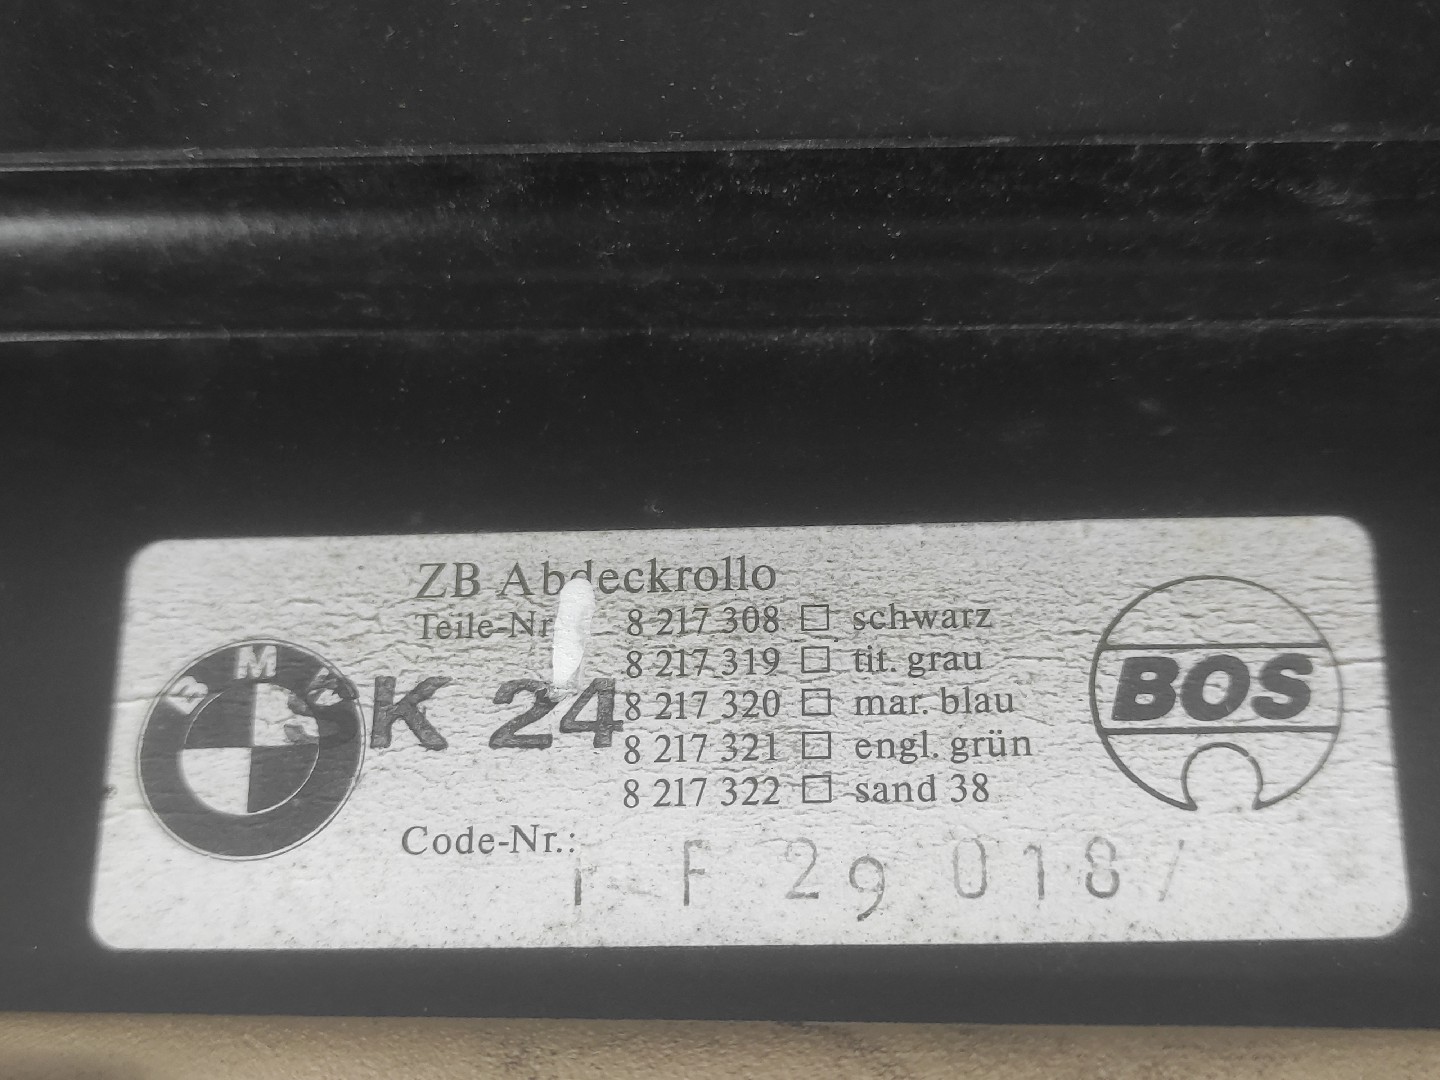 ZB Abdeckrollo
Teile-Nr 8 217 308 □ schwarz
8 217 319 □ tit. grau
8 217 320 □ mar. blau
8 217 321 □ engl. grün
8 217 322 □ sand 38
BMW
SK 24
BOS
Code-Nr.:
F 29 018